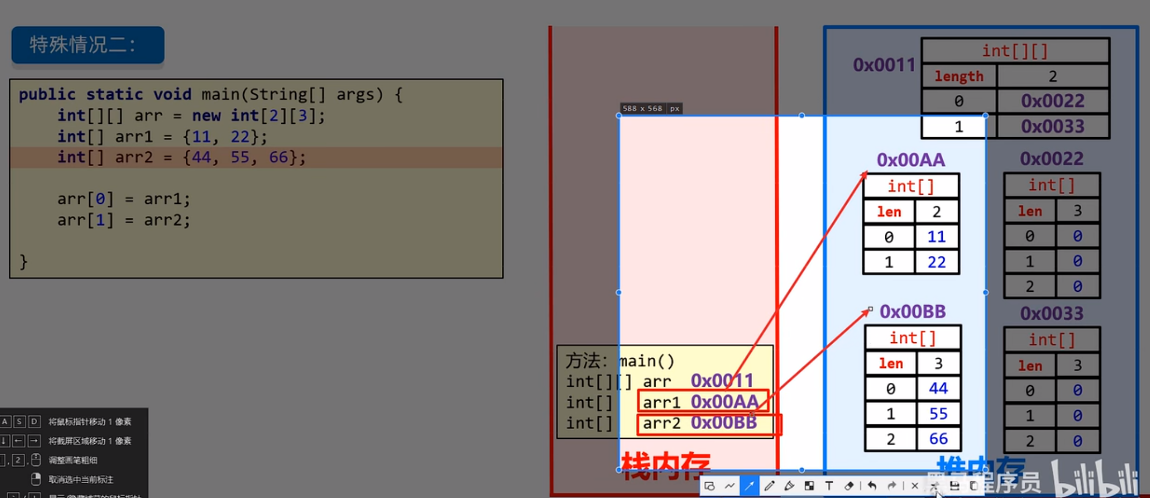 特殊情况二：
public static void main(String[] args) {
int[][] arr = new int[2][3];
int[] arr1 = {11, 22};
int[] arr2 = {44, 55, 66};
arr[0] = arr1;
arr[1] = arr2;
}
588 x 568 px
方法：main()
int[][] arr 0x0011
int[] arr1 0x00AA
int[] arr2 0x00BB
栈内存
0x0011
int[][]
length 2
0 0x0022
1 0x0033
0x00AA
int[]
len 2
0 11
1 22
0x0022
int[]
len 3
0 0
1 0
2 0
0x00BB
int[]
len 3
0 44
1 55
2 66
0x0033
int[]
len 3
0 0
1 0
2 0
堆内存
程序员
bilibili
A S D 将鼠标指针移动 1 像素
↓ ← → 将截屏区域移动 1 像素
1, 2, 调整画笔粗细
取消选中当前标注